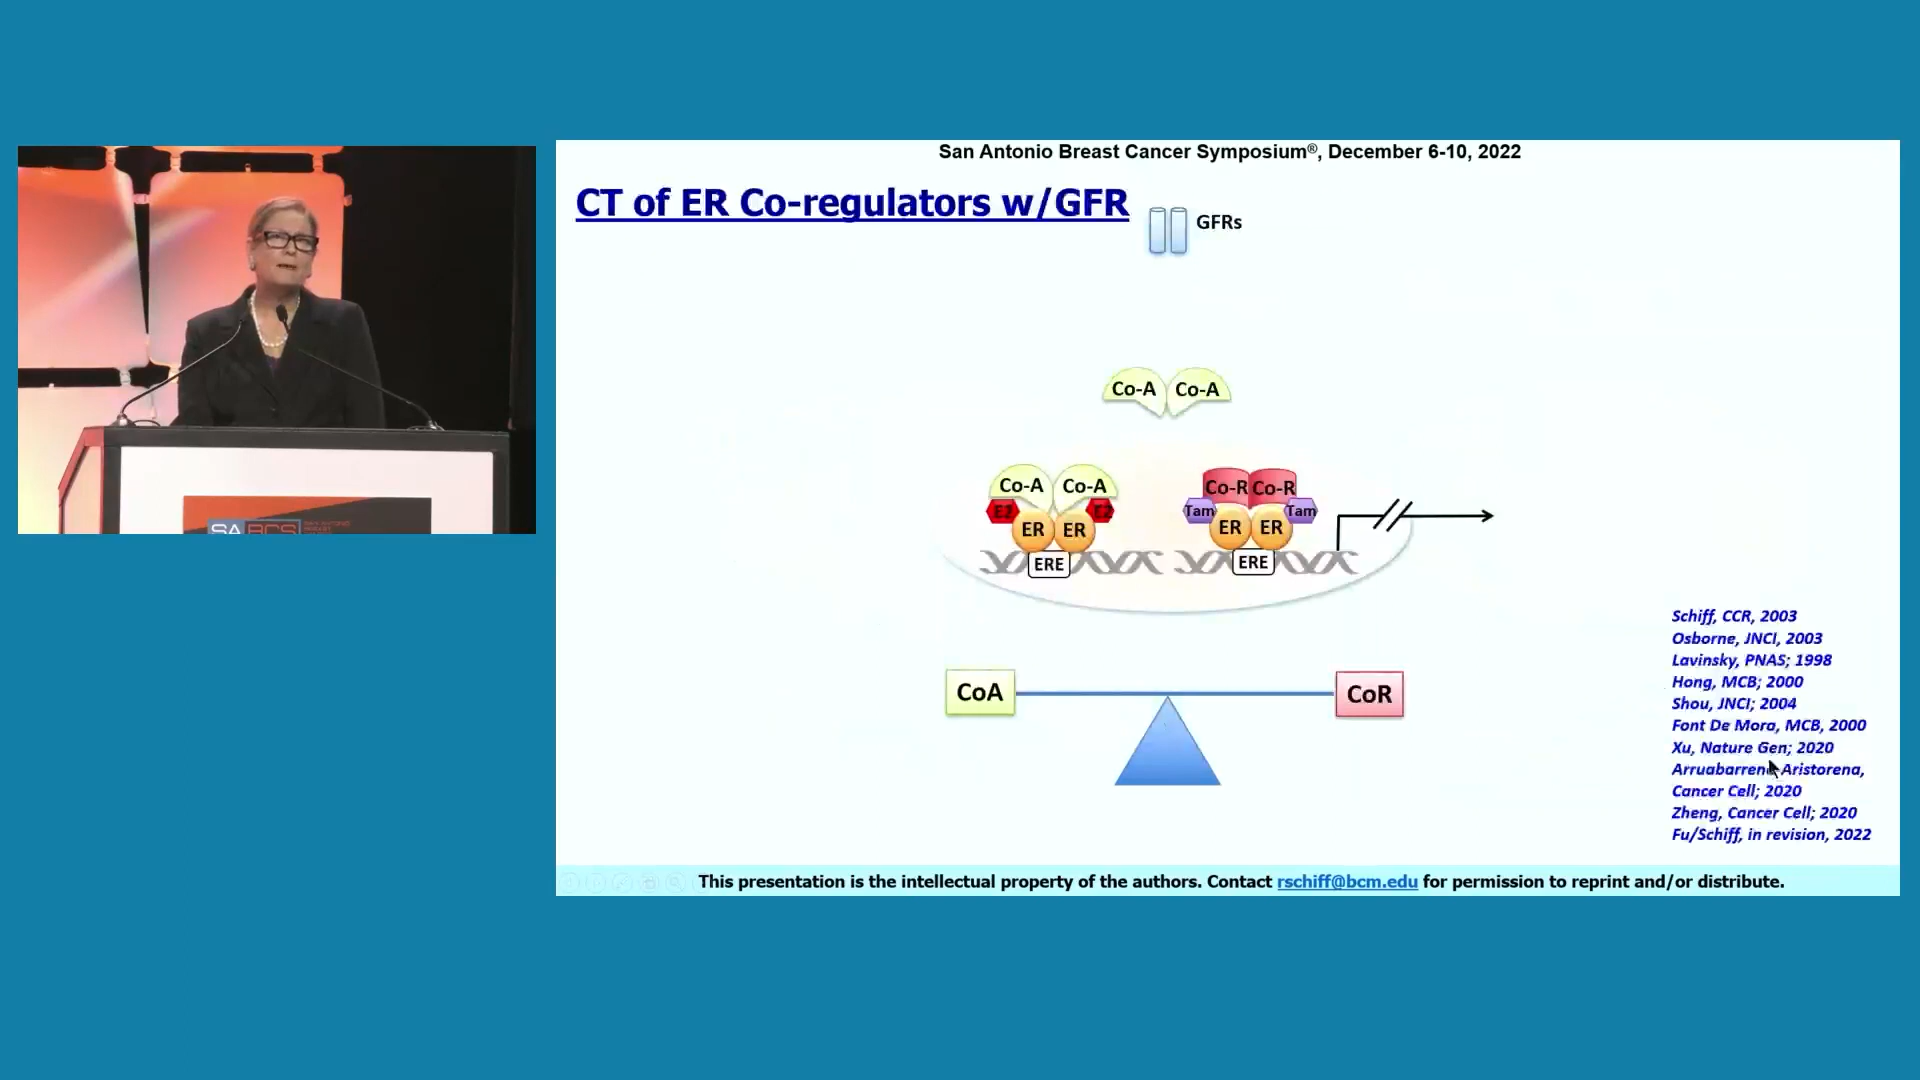 San Antonio Breast Cancer Symposium®, December 6-10, 2022
CT of ER Co-regulators w/GFR
GFRs
Co-A Co-A
Co-A Co-A
E2 E2
ER ER
ERE
Co-R Co-R
Tam Tam
ER ER
ERE
CoA
CoR
Schiff, CCR, 2003
Osborne, JNCI, 2003
Lavinsky, PNAS; 1998
Hong, MCB; 2000
Shou, JNCI; 2004
Font De Mora, MCB, 2000
Xu, Nature Gen; 2020
Arruabarrena Aristorena,
Cancer Cell; 2020
Zheng, Cancer Cell; 2020
Fu/Schiff, in revision, 2022
This presentation is the intellectual property of the authors. Contact rschiff@bcm.edu for permission to reprint and/or distribute.
SABCS